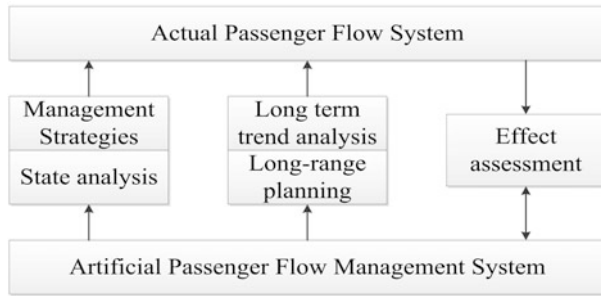 Actual Passenger Flow System
Management
Strategies
State analysis
Long term
trend analysis
Long-range
planning
Effect
assessment
Artificial Passenger Flow Management System